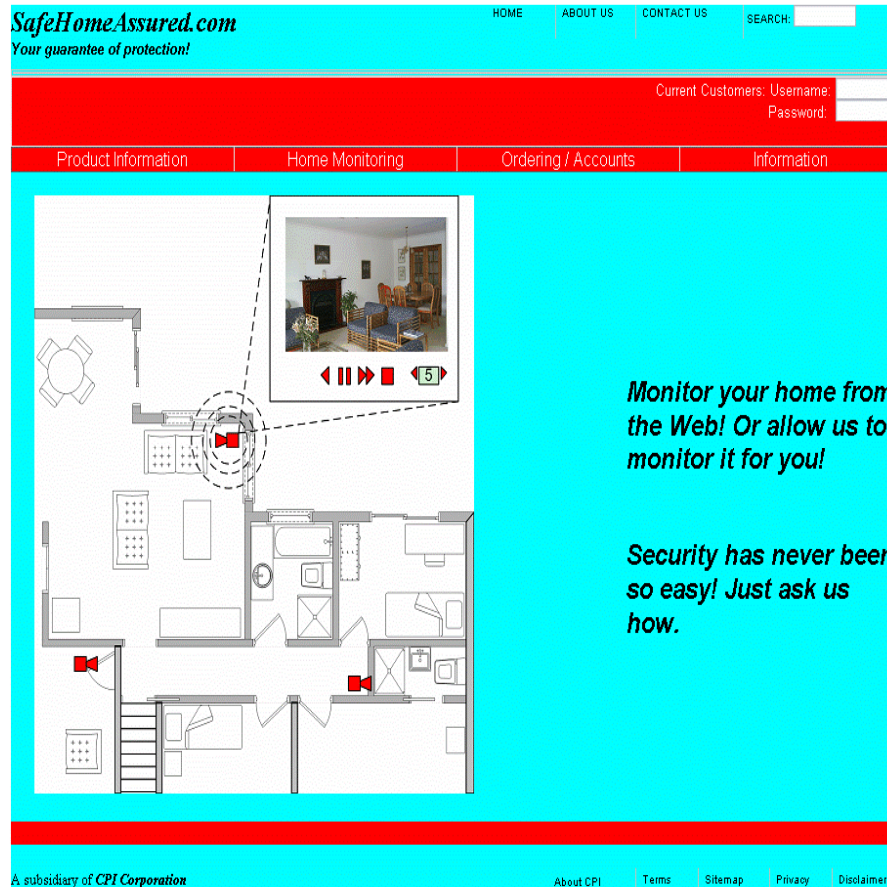 SafeHomeAssured.com
Your guarantee of protection!
HOME ABOUT US CONTACT US SEARCH:
Current Customers: Username:
Password:
Product Information Home Monitoring Ordering / Accounts Information
5
Monitor your home from
the Web! Or allow us to
monitor it for you!
Security has never been
so easy! Just ask us
how.
A subsidiary of CPI Corporation
About CPI Terms Sitemap Privacy Disclaimer